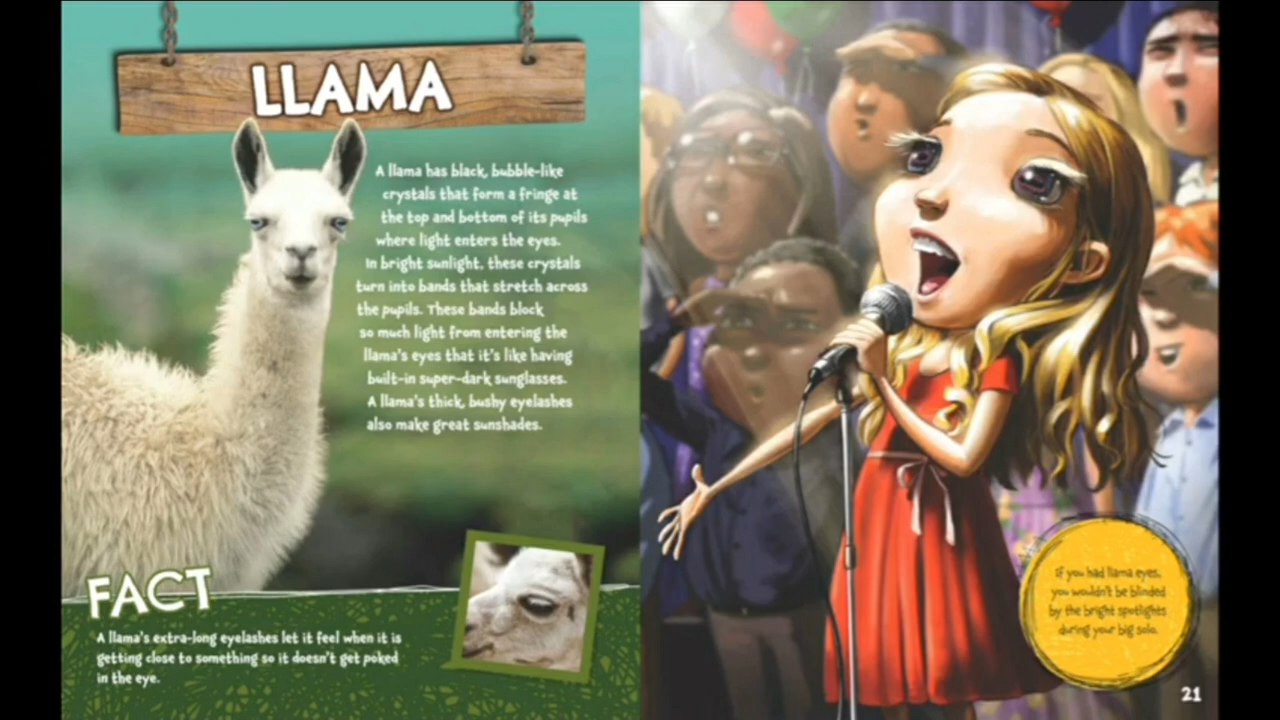 LLAMA
A llama has black, bubble-like
crystals that form a fringe at
the top and bottom of its pupils
where light enters the eyes.
In bright sunlight, these crystals
turn into bands that stretch across
the pupils. These bands block
so much light from entering the
llama's eyes that it's like having
built-in super-dark sunglasses.
A llama's thick, bushy eyelashes
also make great sunshades.
FACT
A llama's extra-long eyelashes let it feel when it is
getting close to something so it doesn't get poked
in the eye.
If you had llama eyes,
you wouldn't be blinded
by the bright spotlights
during your big solo.
21